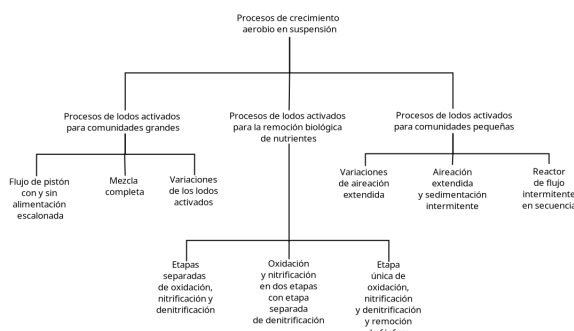 Procesos de crecimiento
aerobio en suspensión
Procesos de lodos activados
para comunidades grandes
Procesos de lodos activados
para la remoción biológica
de nutrientes
Procesos de lodos activados
para comunidades pequeñas
Flujo de pistón
con y sin
alimentación
escalonada
Mezcla
completa
Variaciones
de los lodos
activados
Variaciones
de aireación
extendida
Aireación
extendida
y sedimentación
intermitente
Reactor
de flujo
intermitente
en secuencia
Etapas
separadas
de oxidación,
nitrificación y
denitrificación
Oxidación
y nitrificación
en dos etapas
con etapa
separada
de denitrificación
Etapa
única de
oxidación,
nitrificación
y denitrificación
y remoción